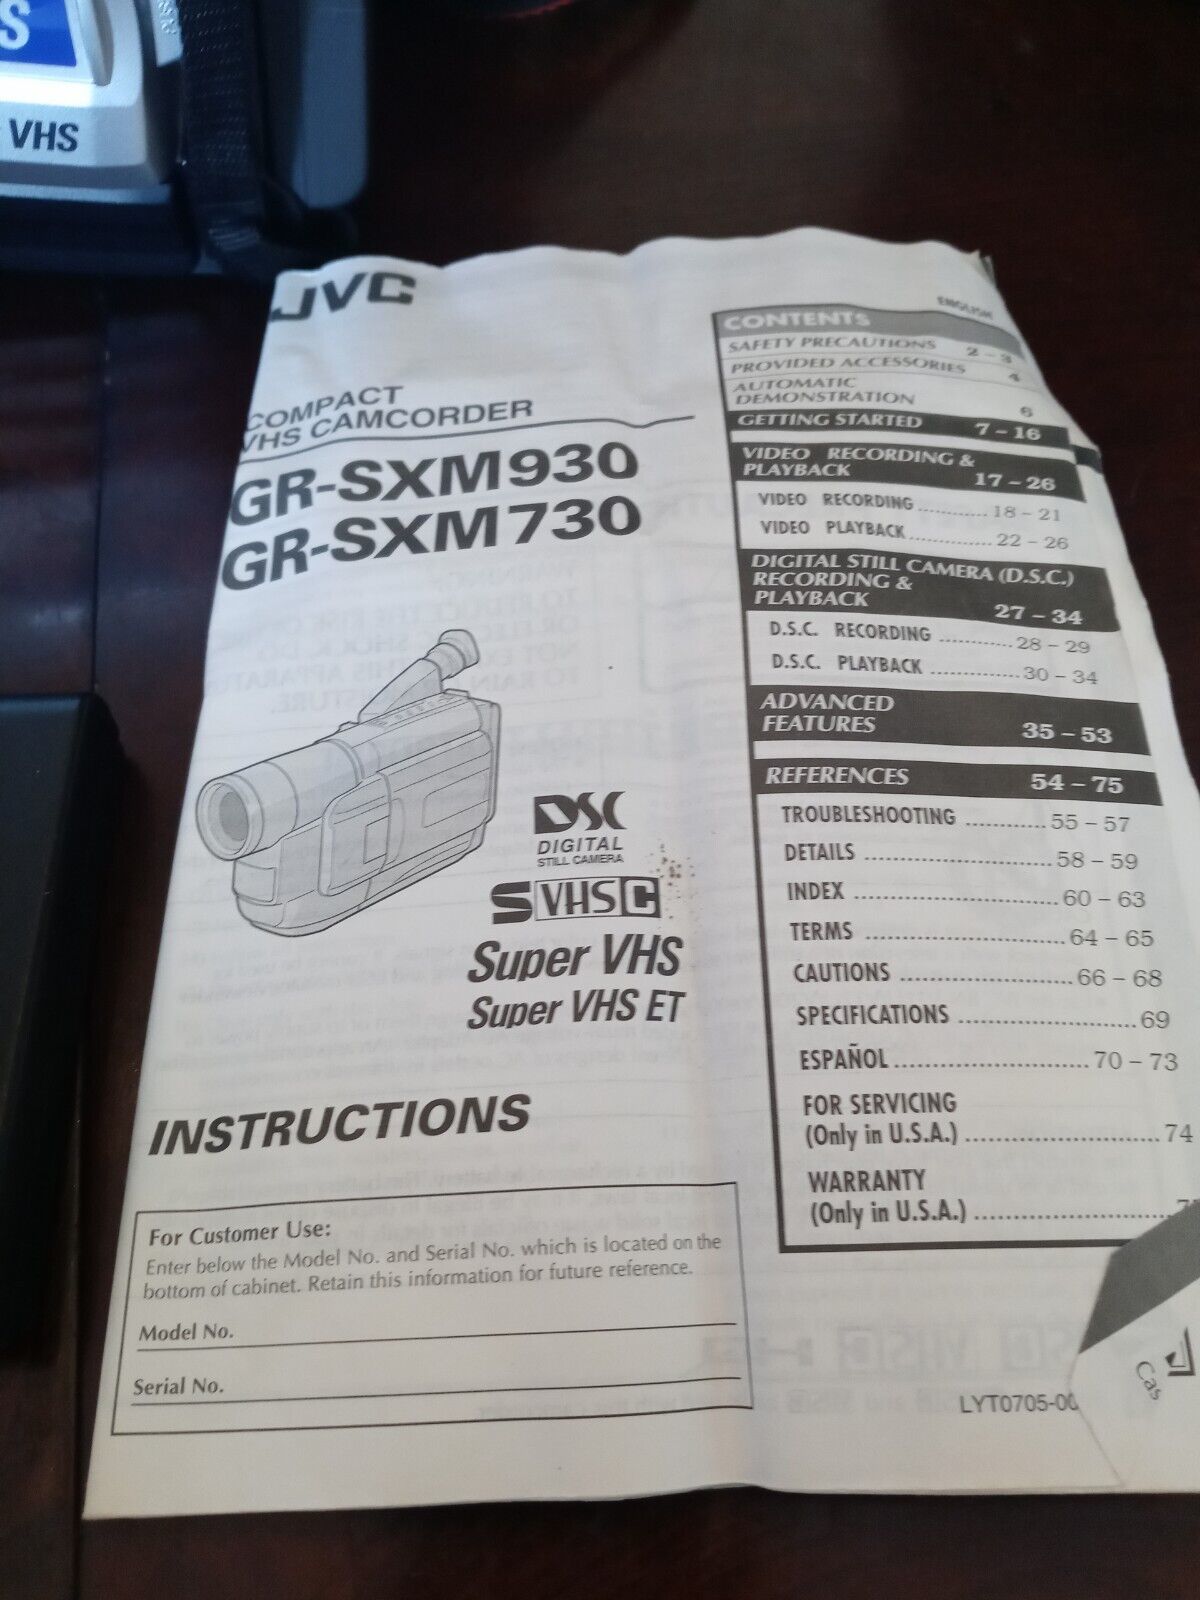 S
VHS
JVC
ENGLISH
COMPACT
VHS CAMCORDER
GR-SXM930
GR-SXM730
DSC
DIGITAL
STILL CAMERA
S VHS C
Super VHS
Super VHS ET
INSTRUCTIONS
For Customer Use:
Enter below the Model No. and Serial No. which is located on the
bottom of cabinet. Retain this information for future reference.
Model No.
Serial No.
CONTENTS
SAFETY PRECAUTIONS 2 – 3
PROVIDED ACCESSORIES 4
AUTOMATIC
DEMONSTRATION 6
GETTING STARTED 7 – 16
VIDEO RECORDING &
PLAYBACK 17 – 26
VIDEO RECORDING ............ 18 – 21
VIDEO PLAYBACK .............. 22 – 26
DIGITAL STILL CAMERA (D.S.C.)
RECORDING &
PLAYBACK 27 – 34
D.S.C. RECORDING ............ 28 – 29
D.S.C. PLAYBACK .............. 30 – 34
ADVANCED
FEATURES 35 – 53
REFERENCES 54 – 75
TROUBLESHOOTING ............ 55 – 57
DETAILS ............................ 58 – 59
INDEX .............................. 60 – 63
TERMS .............................. 64 – 65
CAUTIONS ......................... 66 – 68
SPECIFICATIONS ......................... 69
ESPAÑOL ............................ 70 – 73
FOR SERVICING
(Only in U.S.A.) ............................ 74
WARRANTY
(Only in U.S.A.) ............................
LYT0705-00
Cas